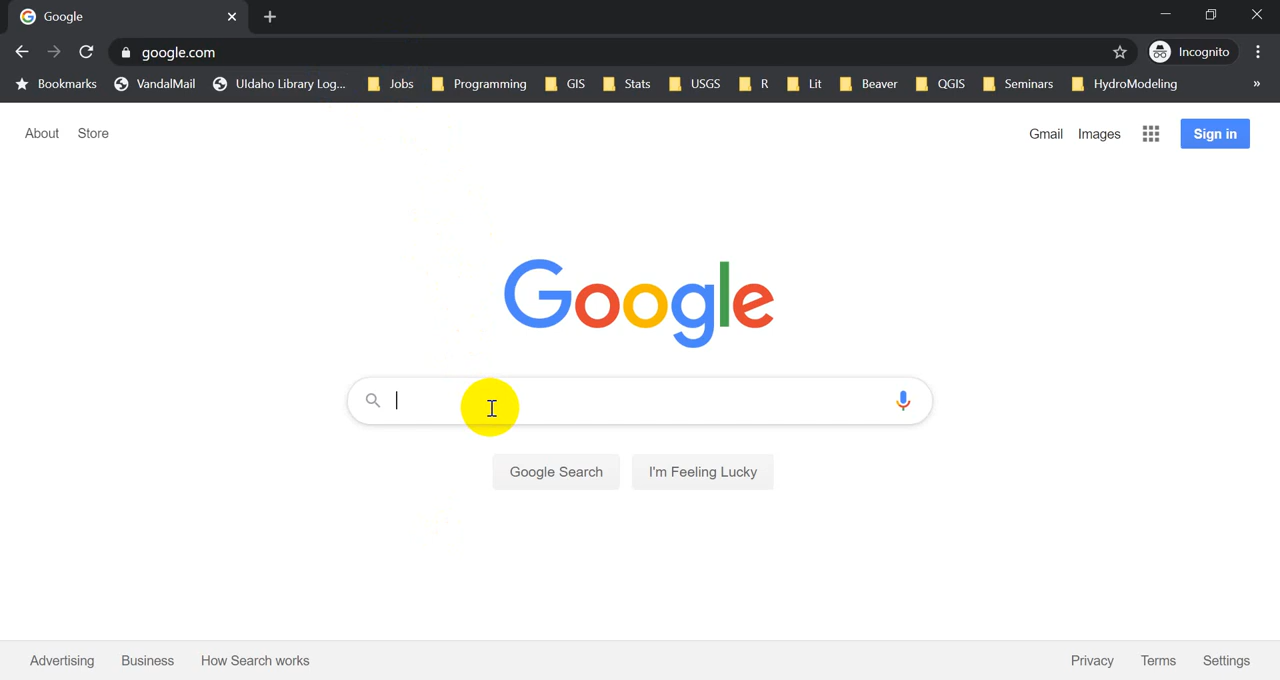 Google
google.com
Incognito
Bookmarks VandalMail UIdaho Library Log... Jobs Programming GIS Stats USGS R Lit Beaver QGIS Seminars HydroModeling »
About Store Gmail Images Sign in
Google
Google Search I'm Feeling Lucky
Advertising Business How Search works Privacy Terms Settings